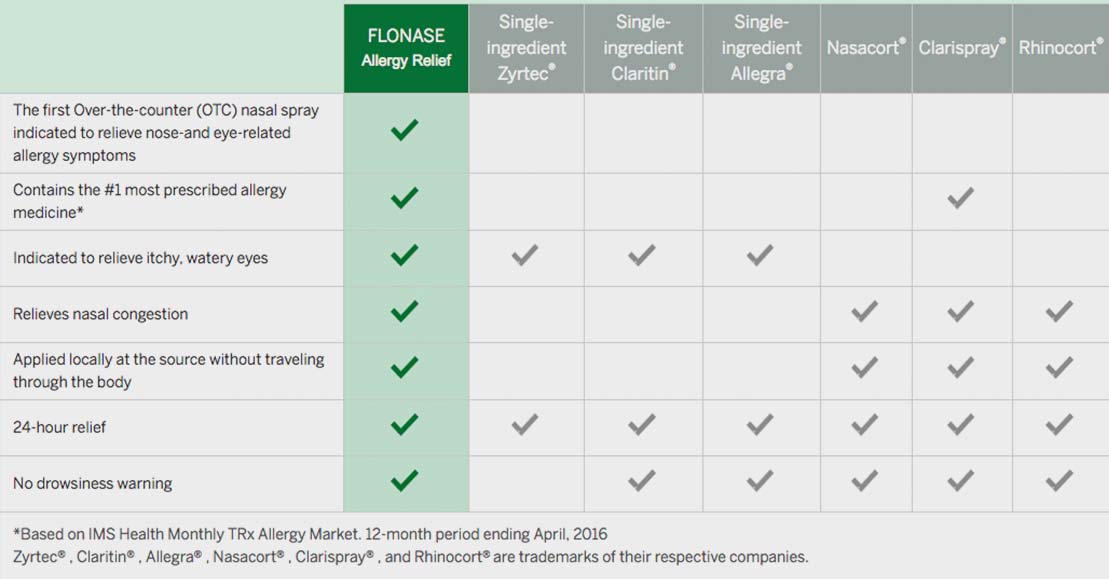 FLONASE
Allergy Relief
Single-
ingredient
Zyrtec®
Single-
ingredient
Claritin®
Single-
ingredient
Allegra®
Nasacort®
Clarispray®
Rhinocort®
The first Over-the-counter (OTC) nasal spray
indicated to relieve nose-and eye-related
allergy symptoms
Contains the #1 most prescribed allergy
medicine*
Indicated to relieve itchy, watery eyes
Relieves nasal congestion
Applied locally at the source without traveling
through the body
24-hour relief
No drowsiness warning
*Based on IMS Health Monthly TRx Allergy Market. 12-month period ending April, 2016
Zyrtec® , Claritin® , Allegra® , Nasacort® , Clarispray® , and Rhinocort® are trademarks of their respective companies.